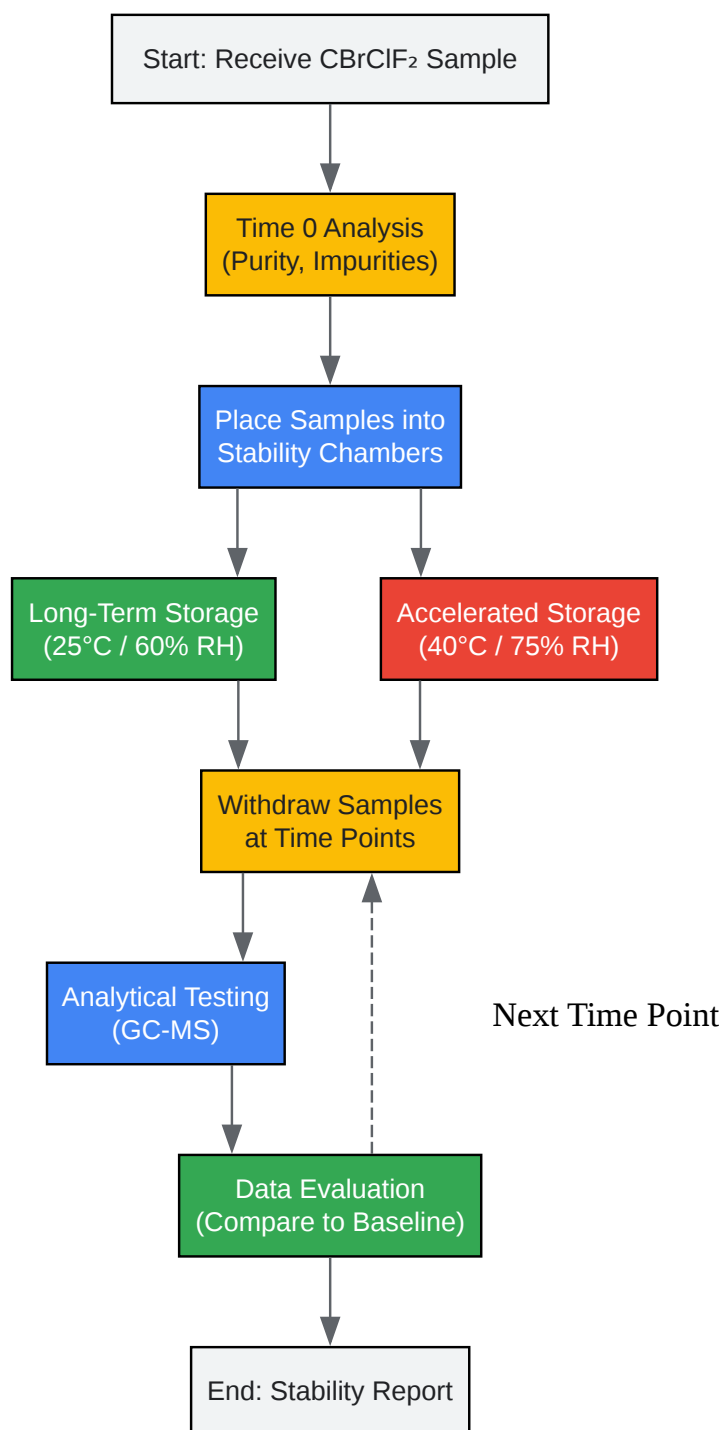 Start: Receive CBrClF₂ Sample
Time 0 Analysis
(Purity, Impurities)
Place Samples into
Stability Chambers
Long-Term Storage
(25°C / 60% RH)
Accelerated Storage
(40°C / 75% RH)
Withdraw Samples
at Time Points
Analytical Testing
(GC-MS)
Next Time Point
Data Evaluation
(Compare to Baseline)
End: Stability Report